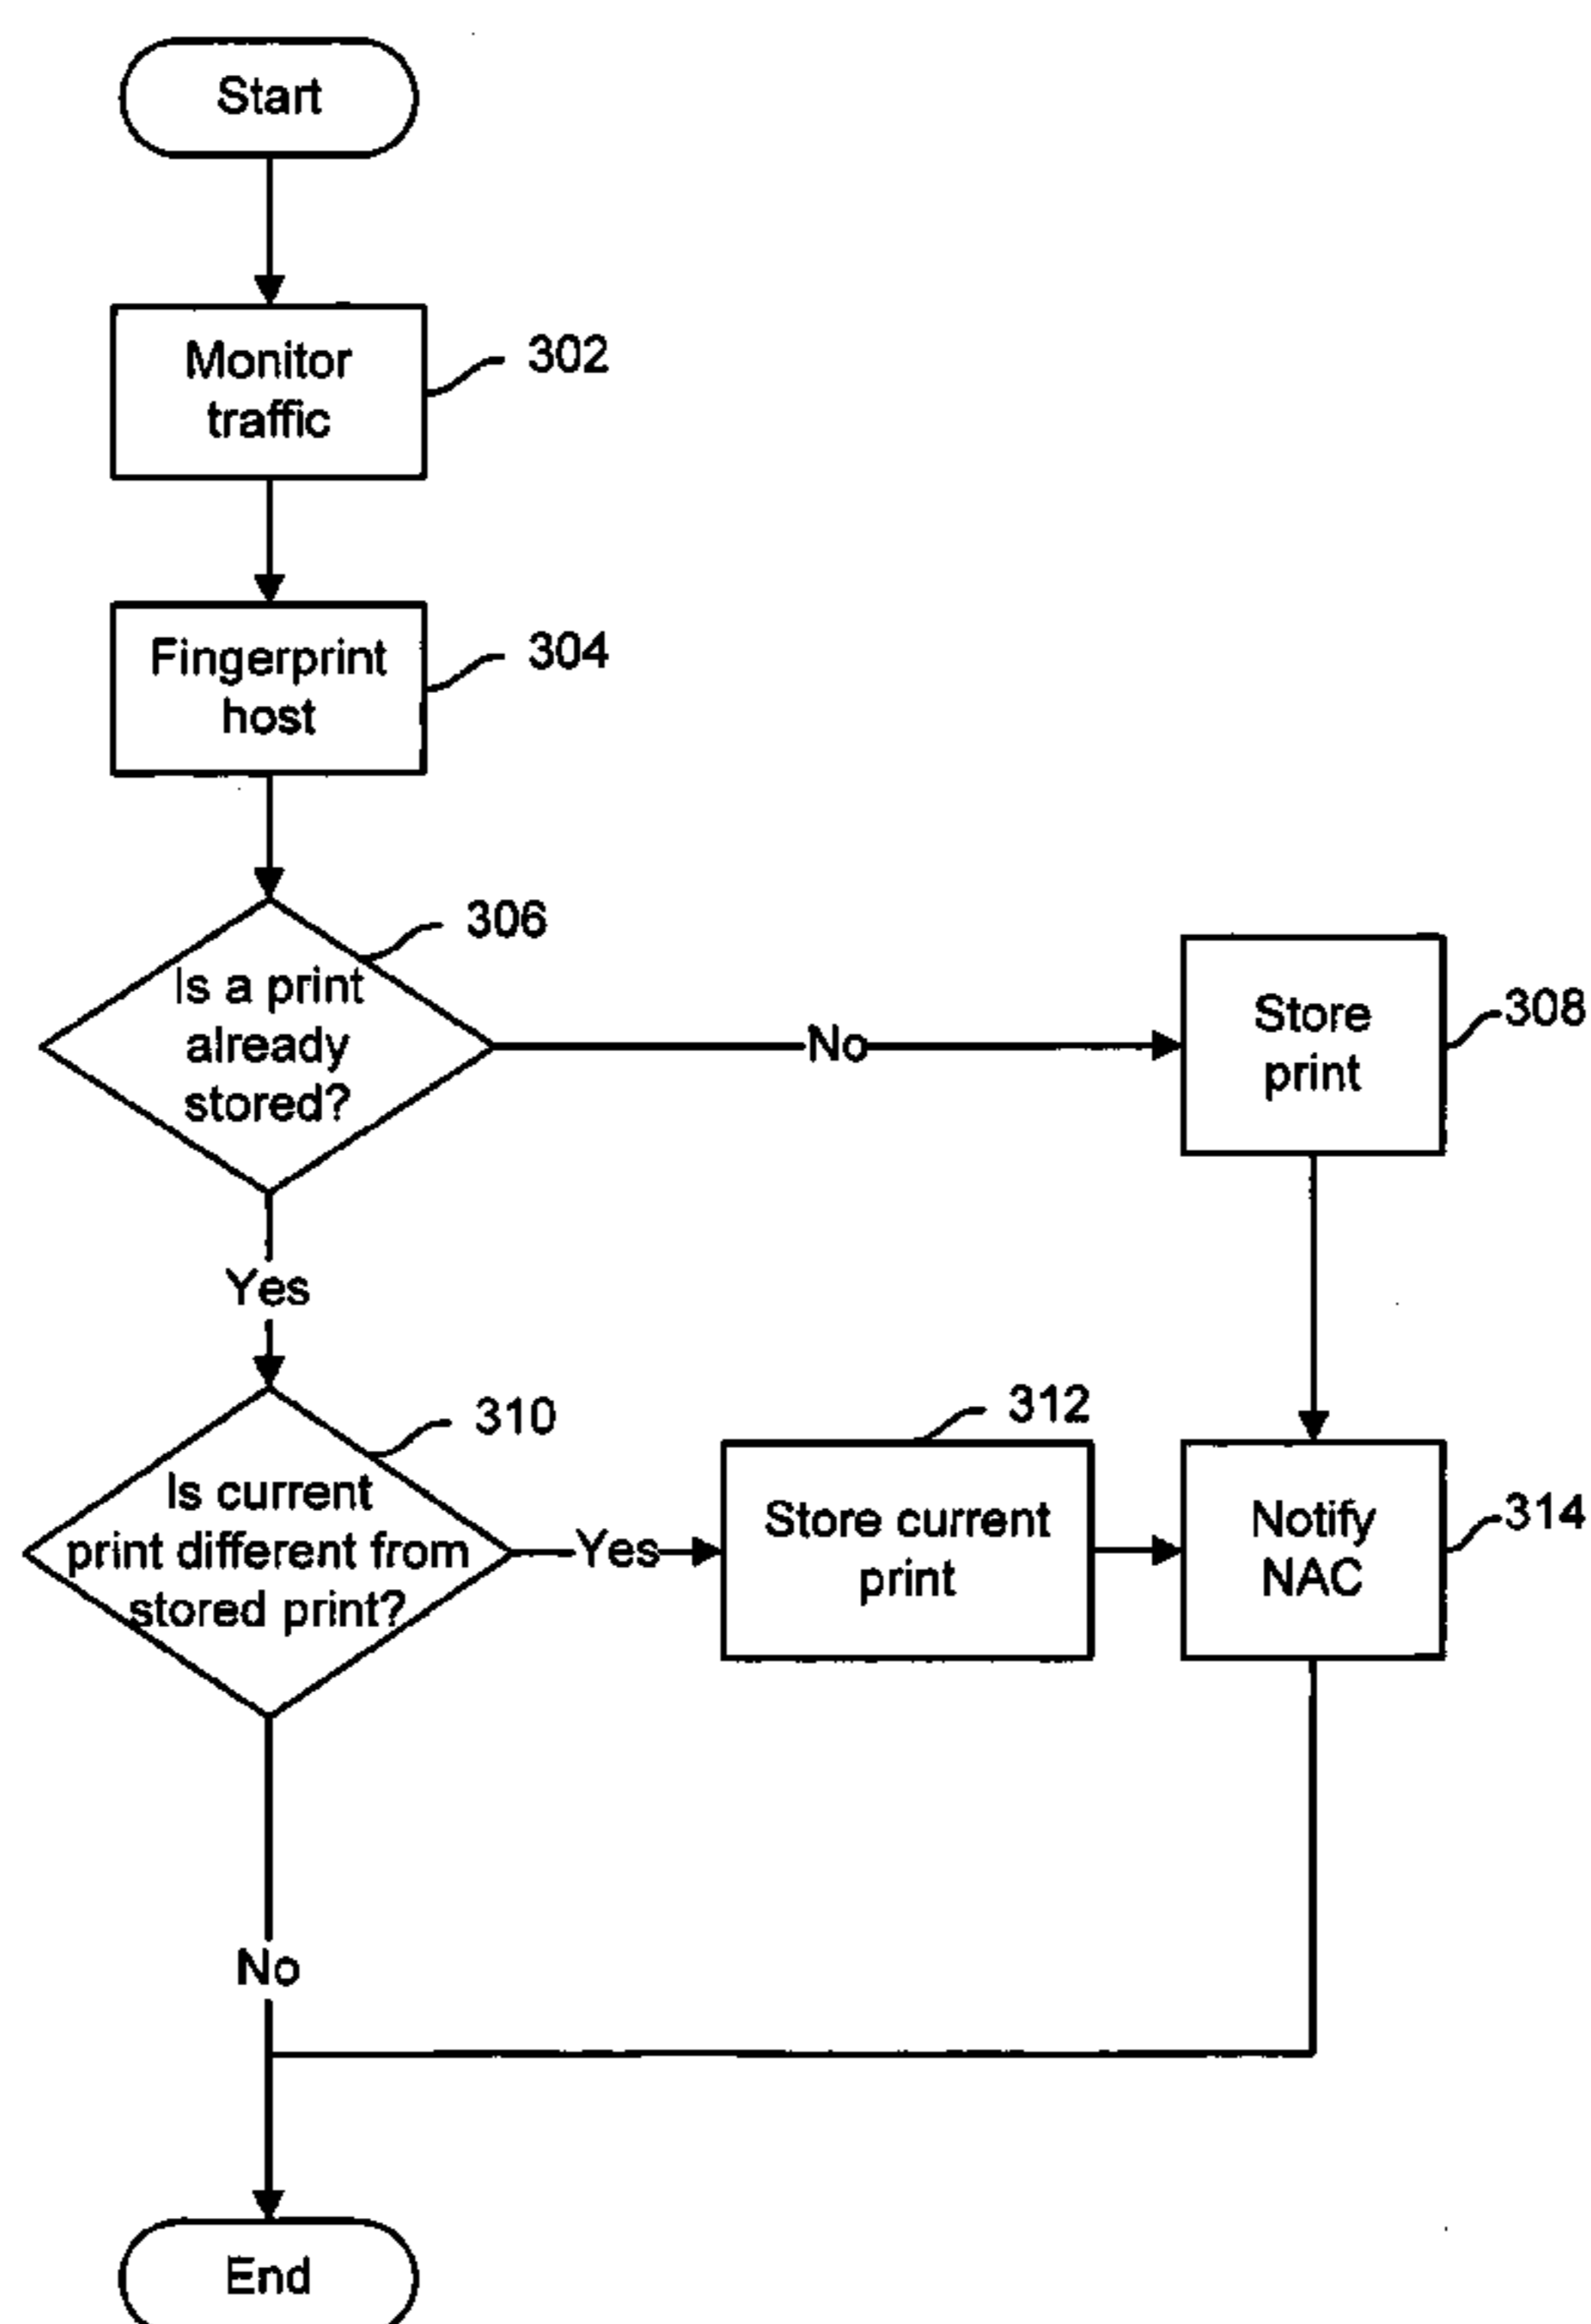 Start
Monitor
traffic
302
Fingerprint
host
304
306
Is a print
already
stored?
No
Store
print
308
Yes
310
Is current
print different from
stored print?
Yes
312
Store current
print
Notify
NAC
314
No
End